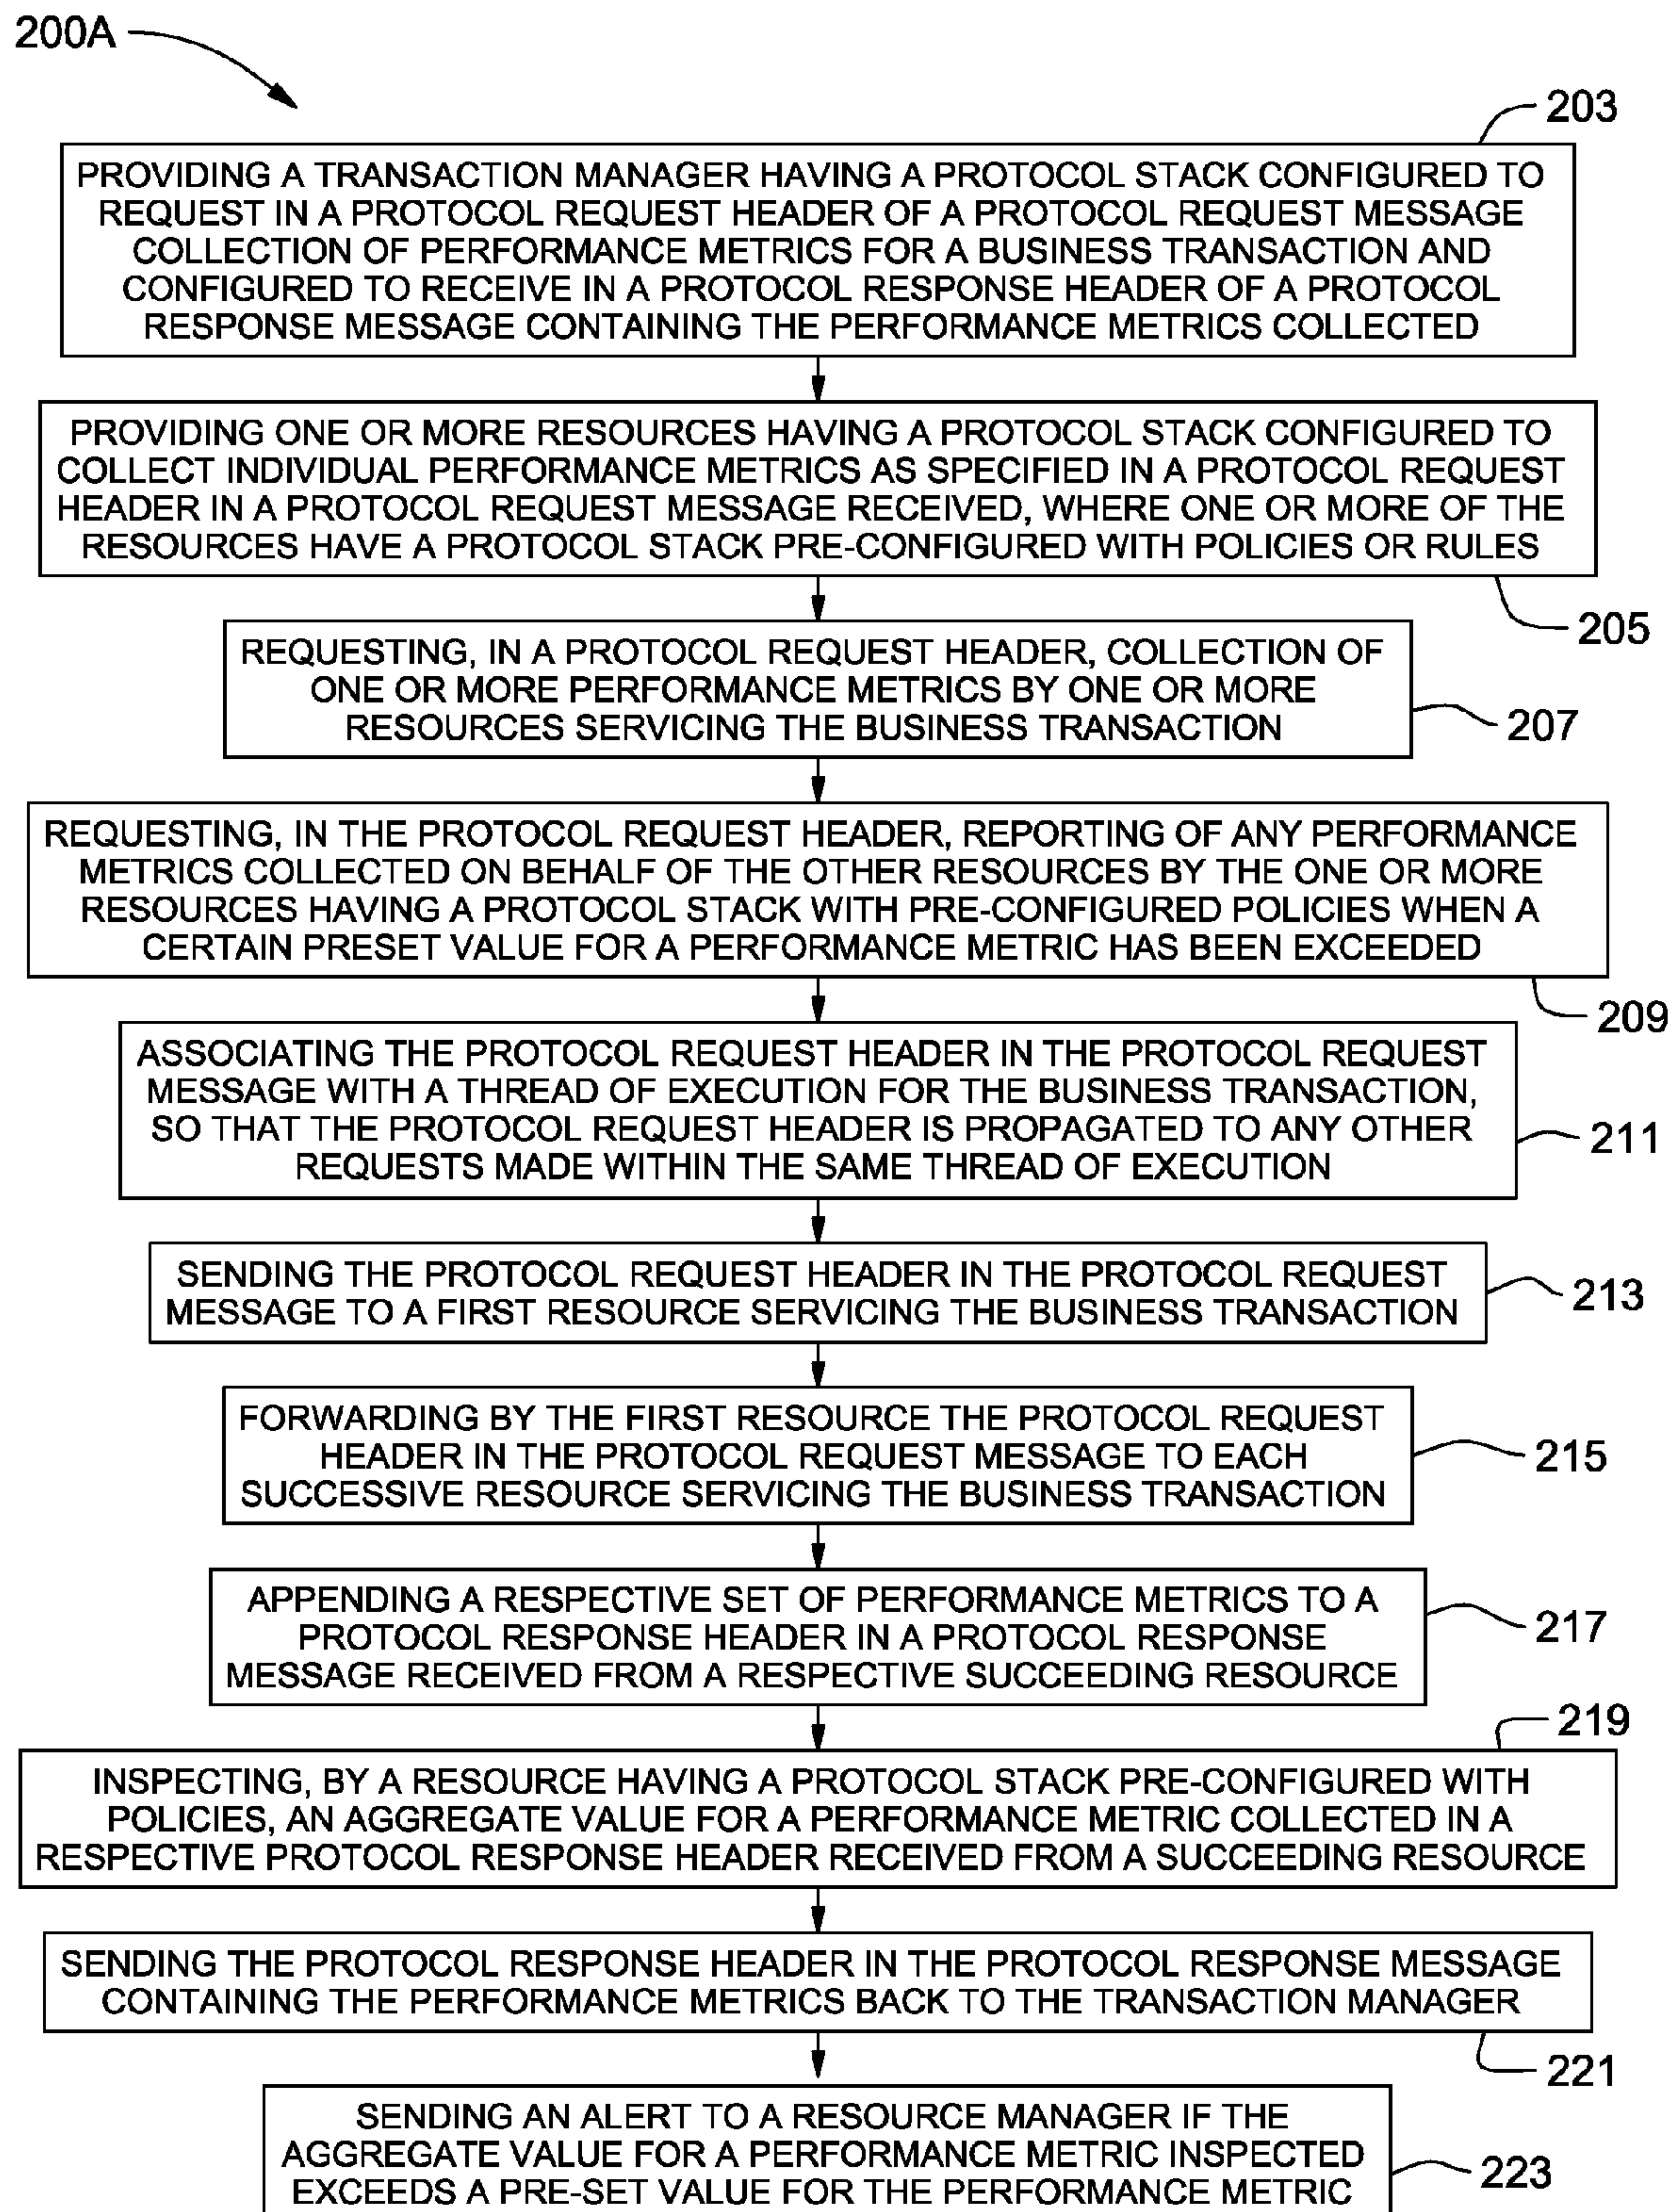 200A
203
PROVIDING A TRANSACTION MANAGER HAVING A PROTOCOL STACK CONFIGURED TO
REQUEST IN A PROTOCOL REQUEST HEADER OF A PROTOCOL REQUEST MESSAGE
COLLECTION OF PERFORMANCE METRICS FOR A BUSINESS TRANSACTION AND
CONFIGURED TO RECEIVE IN A PROTOCOL RESPONSE HEADER OF A PROTOCOL
RESPONSE MESSAGE CONTAINING THE PERFORMANCE METRICS COLLECTED
PROVIDING ONE OR MORE RESOURCES HAVING A PROTOCOL STACK CONFIGURED TO
COLLECT INDIVIDUAL PERFORMANCE METRICS AS SPECIFIED IN A PROTOCOL REQUEST
HEADER IN A PROTOCOL REQUEST MESSAGE RECEIVED, WHERE ONE OR MORE OF THE
RESOURCES HAVE A PROTOCOL STACK PRE-CONFIGURED WITH POLICIES OR RULES
205
REQUESTING, IN A PROTOCOL REQUEST HEADER, COLLECTION OF
ONE OR MORE PERFORMANCE METRICS BY ONE OR MORE
RESOURCES SERVICING THE BUSINESS TRANSACTION
207
REQUESTING, IN THE PROTOCOL REQUEST HEADER, REPORTING OF ANY PERFORMANCE
METRICS COLLECTED ON BEHALF OF THE OTHER RESOURCES BY THE ONE OR MORE
RESOURCES HAVING A PROTOCOL STACK WITH PRE-CONFIGURED POLICIES WHEN A
CERTAIN PRESET VALUE FOR A PERFORMANCE METRIC HAS BEEN EXCEEDED
209
ASSOCIATING THE PROTOCOL REQUEST HEADER IN THE PROTOCOL REQUEST
MESSAGE WITH A THREAD OF EXECUTION FOR THE BUSINESS TRANSACTION,
SO THAT THE PROTOCOL REQUEST HEADER IS PROPAGATED TO ANY OTHER
REQUESTS MADE WITHIN THE SAME THREAD OF EXECUTION
211
SENDING THE PROTOCOL REQUEST HEADER IN THE PROTOCOL REQUEST
MESSAGE TO A FIRST RESOURCE SERVICING THE BUSINESS TRANSACTION
213
FORWARDING BY THE FIRST RESOURCE THE PROTOCOL REQUEST
HEADER IN THE PROTOCOL REQUEST MESSAGE TO EACH
SUCCESSIVE RESOURCE SERVICING THE BUSINESS TRANSACTION
215
APPENDING A RESPECTIVE SET OF PERFORMANCE METRICS TO A
PROTOCOL RESPONSE HEADER IN A PROTOCOL RESPONSE
MESSAGE RECEIVED FROM A RESPECTIVE SUCCEEDING RESOURCE
217
219
INSPECTING, BY A RESOURCE HAVING A PROTOCOL STACK PRE-CONFIGURED WITH
POLICIES, AN AGGREGATE VALUE FOR A PERFORMANCE METRIC COLLECTED IN A
RESPECTIVE PROTOCOL RESPONSE HEADER RECEIVED FROM A SUCCEEDING RESOURCE
SENDING THE PROTOCOL RESPONSE HEADER IN THE PROTOCOL RESPONSE MESSAGE
CONTAINING THE PERFORMANCE METRICS BACK TO THE TRANSACTION MANAGER
221
SENDING AN ALERT TO A RESOURCE MANAGER IF THE
AGGREGATE VALUE FOR A PERFORMANCE METRIC INSPECTED
EXCEEDS A PRE-SET VALUE FOR THE PERFORMANCE METRIC
223